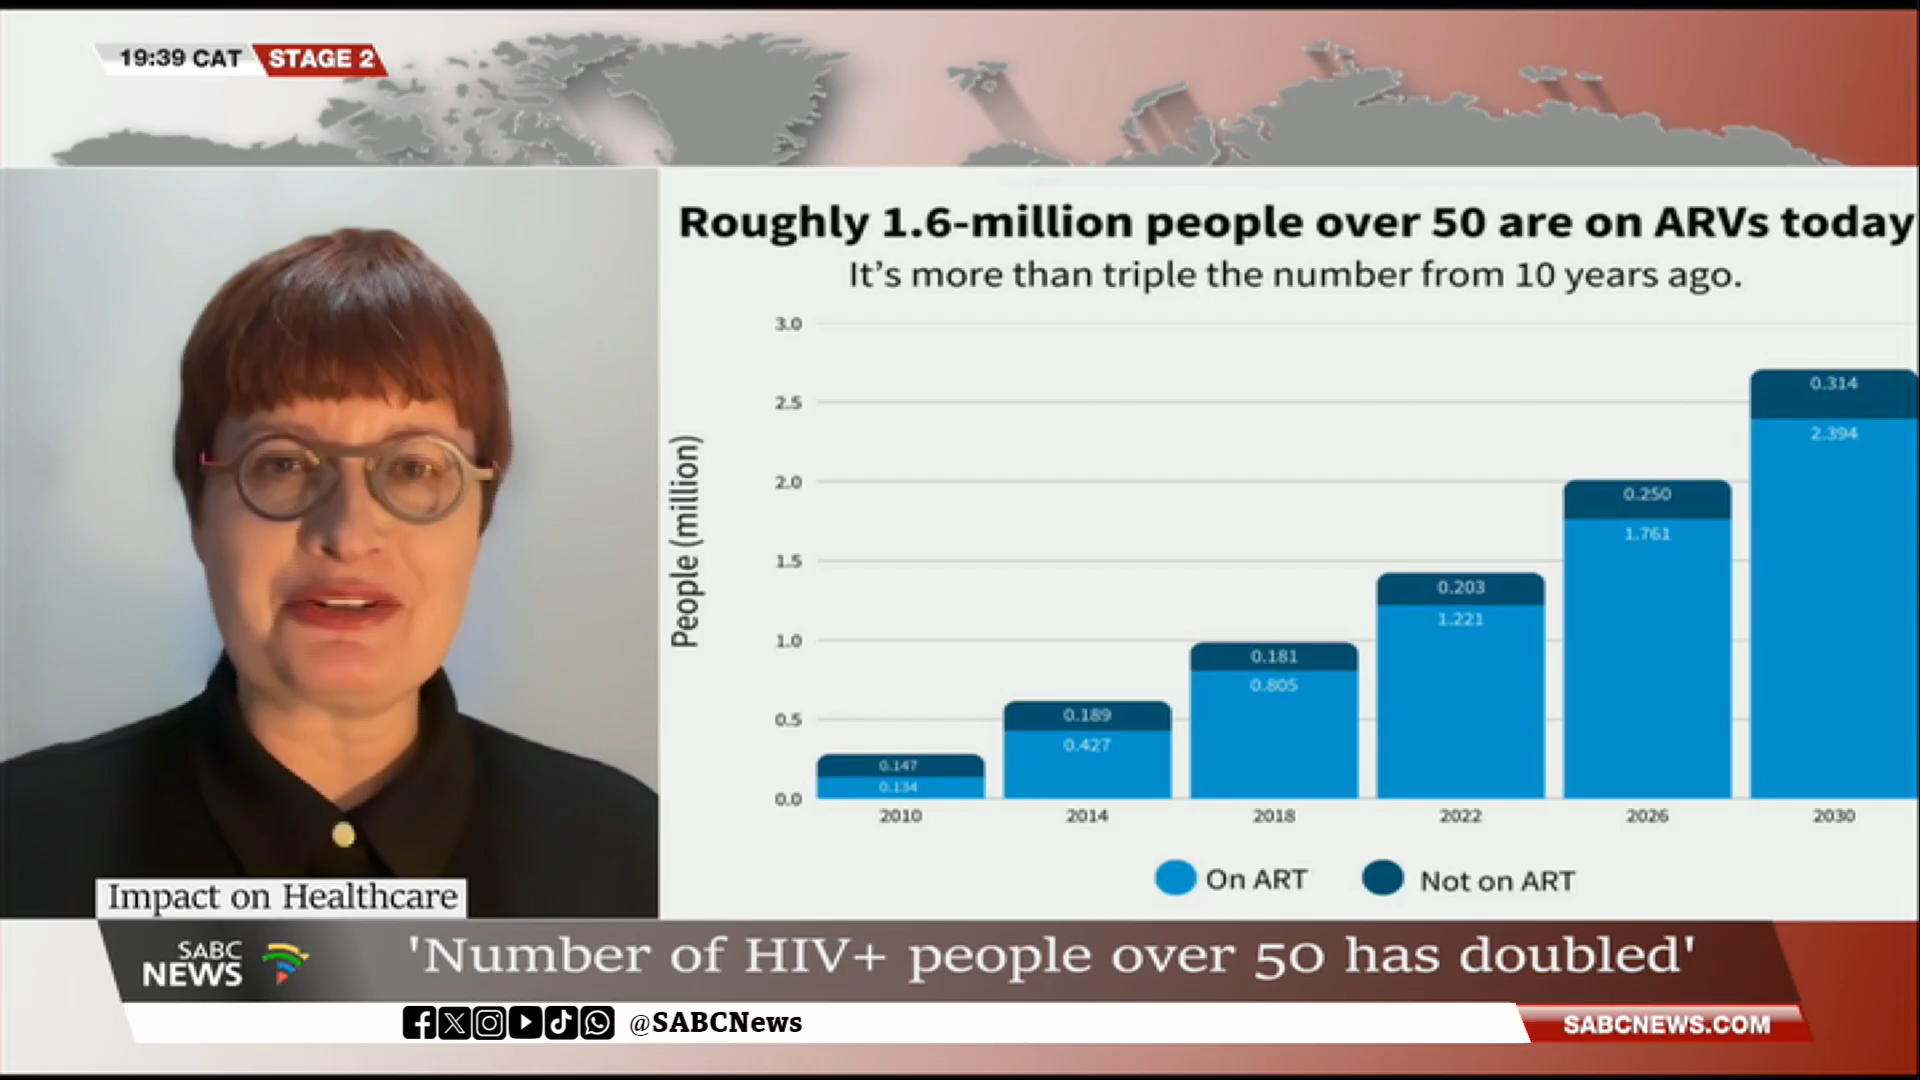 19:39 CAT STAGE 2
Roughly 1.6-million people over 50 are on ARVs today
It's more than triple the number from 10 years ago.
People (million)
3.0
2.5
2.0
1.5
1.0
0.5
0.0
0.147
0.134
0.189
0.427
0.181
0.805
0.203
1.221
0.250
1.761
0.314
2.394
2010 2014 2018 2022 2026 2030
On ART Not on ART
Impact on Healthcare
SABC
NEWS
'Number of HIV+ people over 50 has doubled'
@SABCNews
SABCNEWS.COM